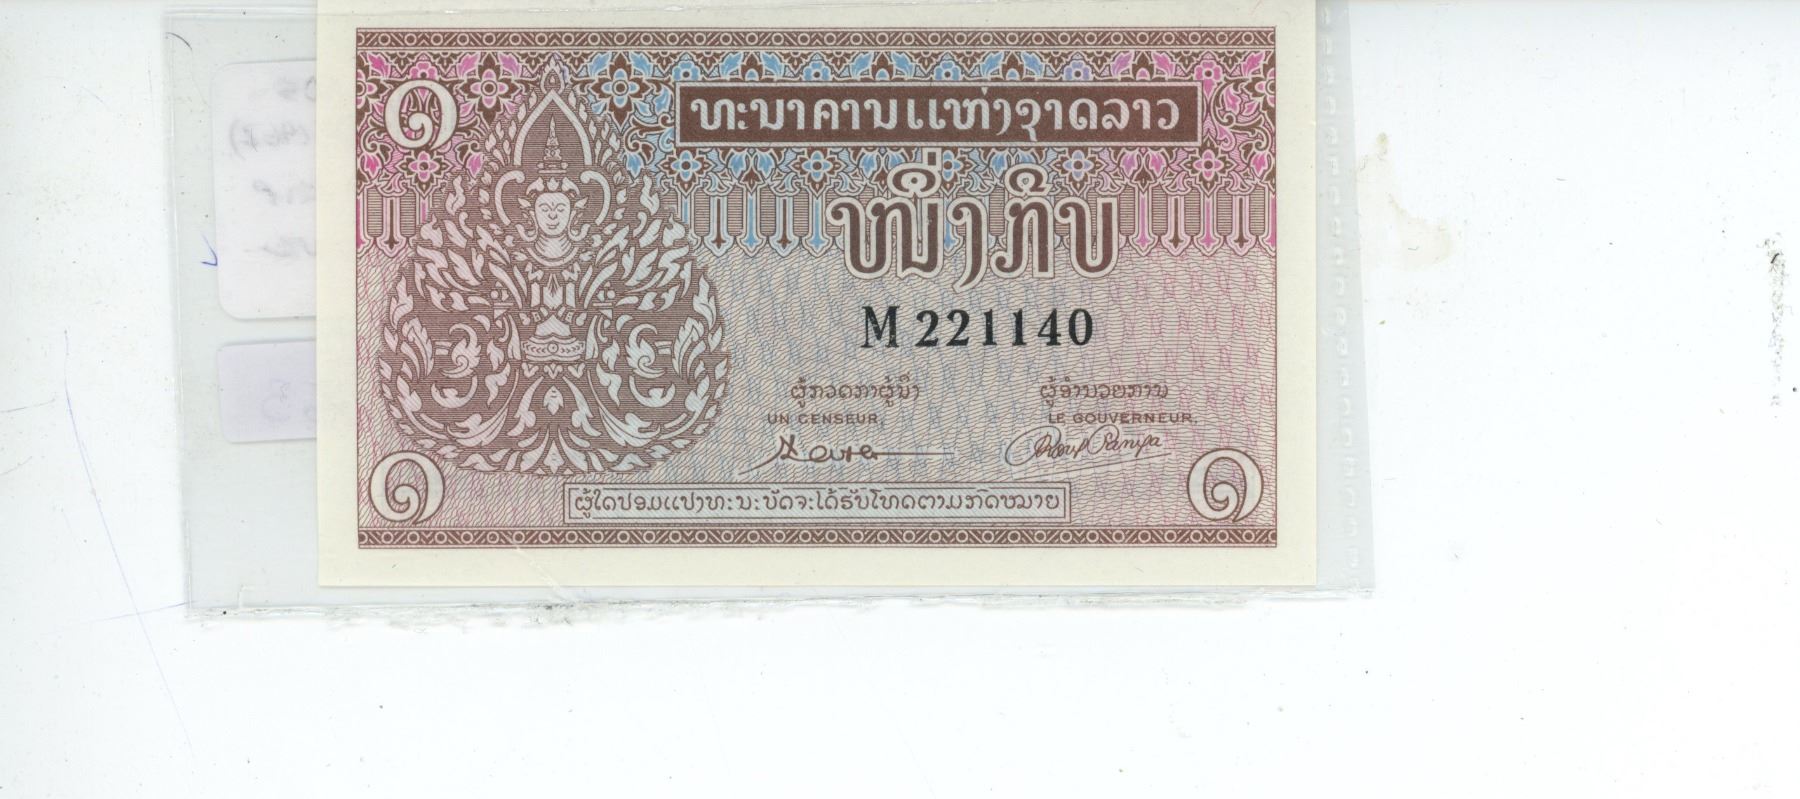 ໑
ທະນາຄານແຫ່ງຊາດລາວ
ໜຶ່ງກີບ
M 221140
ຜູ້ກວດກາຜູ້ນຶ່ງ
ຜູ້ອຳນວຍການ
UN CENSEUR,
LE GOUVERNEUR,
໑
໑
ຜູ້ໃດປອມແປງທະນະບັດຈະໄດ້ຮັບໂທດຕາມກົດໝາຍ